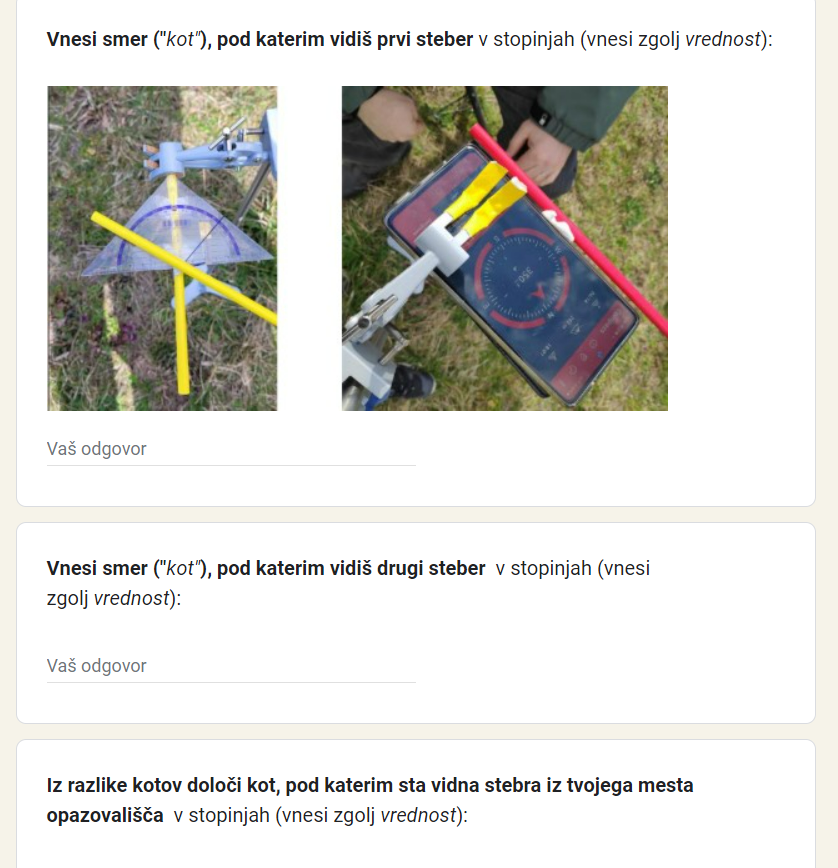 Vnesi smer ("kot"), pod katerim vidiš prvi steber v stopinjah (vnesi zgolj vrednost):
Vaš odgovor
Vnesi smer ("kot"), pod katerim vidiš drugi steber v stopinjah (vnesi
zgolj vrednost):
Vaš odgovor
Iz razlike kotov določi kot, pod katerim sta vidna stebra iz tvojega mesta
opazovališča v stopinjah (vnesi zgolj vrednost):